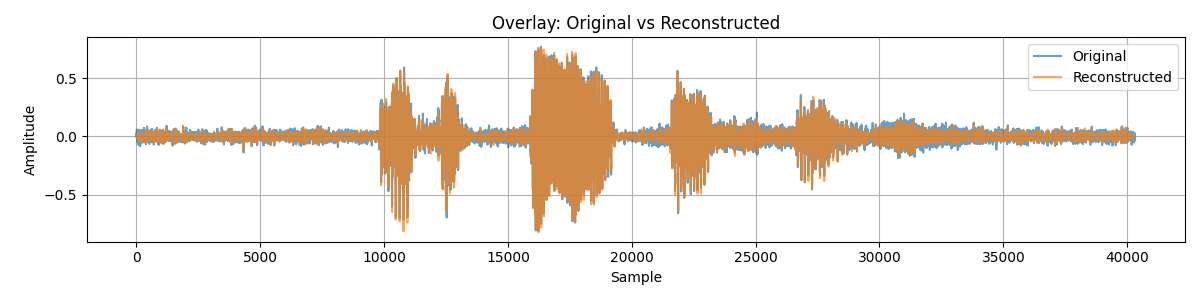 Overlay: Original vs Reconstructed
Original
Reconstructed
Amplitude
0.5
0.0
−0.5
0 5000 10000 15000 20000 25000 30000 35000 40000
Sample